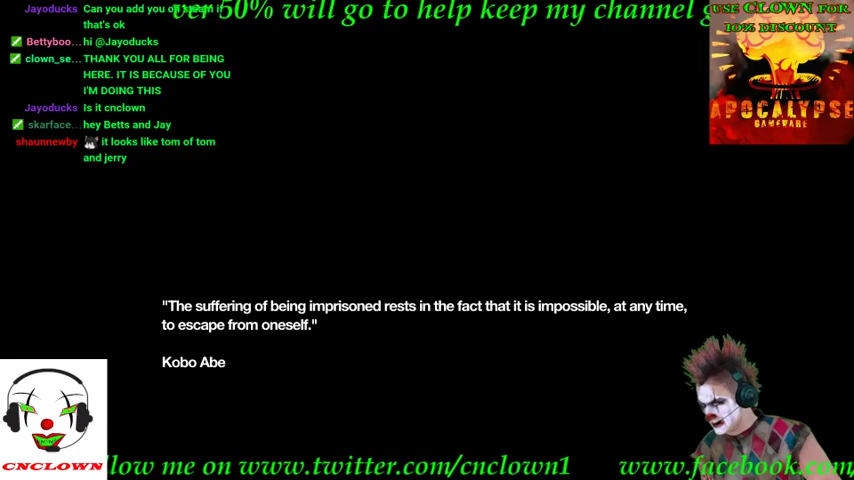 ver 50% will go to help keep my channel g
USE CLOWN FOR
10% DISCOUNT
Jayoducks Can you add you on steam if
that's ok
Bettyboo... hi @Jayoducks
clown_se... THANK YOU ALL FOR BEING
HERE. IT IS BECAUSE OF YOU
I'M DOING THIS
Jayoducks Is it cnclown
skarface... hey Betts and Jay
shaunnewby it looks like tom of tom
and jerry
APOCALYPSE
GAMEWARE
"The suffering of being imprisoned rests in the fact that it is impossible, at any time,
to escape from oneself."
Kobo Abe
CNCLOWN
llow me on www.twitter.com/cnclown1 www.facebook.com/